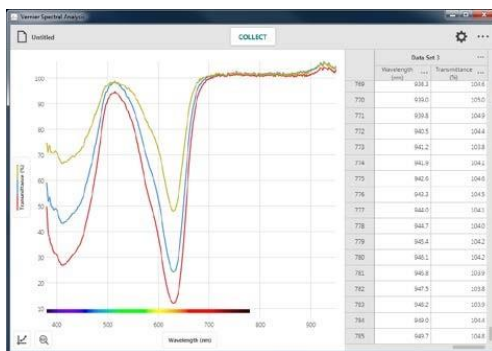 Vernier Spectral Analysis
Untitled
COLLECT
Data Set 3
Wavelength (nm)
Transmittance (%)
769 938.3 104.6
770 939.0 105.0
771 939.8 104.9
772 940.5 104.4
773 941.2 103.8
774 941.9 104.1
775 942.6 104.6
776 943.3 104.5
777 944.0 104.1
778 944.7 104.0
779 945.4 104.2
780 946.1 104.2
781 946.8 103.9
782 947.5 103.8
783 948.2 103.9
784 949.0 104.4
785 949.7 104.6
Transmittance (%)
100
90
80
70
60
50
40
30
20
10
400
500
600
700
800
900
Wavelength (nm)